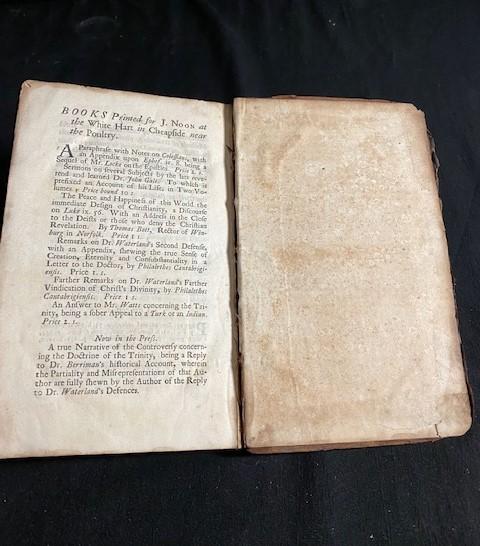 BOOKS Printed for J. NOON at
the White Hart in Cheapside near
the Poultry.
A Paraphrase with Notes on Colossians, with
an Appendix upon Ephes. iv. 8. being a
Sequel of Mr. Locke on the Epistles. Price 2 s.
Sermons on several Subjects by the late reve-
rend and learned Dr. John Gale. To which is
prefixed an Account of his Life; in Two Vo-
lumes. Price bound 10 s.
The Peace and Happiness of this World the
immediate Design of Christianity, a Discourse
on Luke ix. 56. With an Address in the Close
to the Deists or those who deny the Christian
Revelation. By Thomas Bott, Rector of Win-
burg in Norfolk. Price 1 s.
Remarks on Dr. Waterland's Second Defense,
with an Appendix, shewing the true Sense of
Creation, Eternity and Consubstantiality in a
Letter to the Doctor, by Philalethes Cantabrigi-
ensis. Price 1 s.
Farther Remarks on Dr. Waterland's Farther
Vindication of Christ's Divinity, by Philalethes
Cantabrigiensis. Price 1 s.
An Answer to Mr. Watts concerning the Tri-
nity, being a sober Appeal to a Turk or an Indian.
Price 2 s.
Now in the Press.
A true Narrative of the Controversy concern-
ing the Doctrine of the Trinity, being a Reply
to Dr. Berriman's historical Account, wherein
the Partiality and Misrepresentations of that Au-
thor are fully shewn by the Author of the Reply
to Dr. Waterland's Defences.